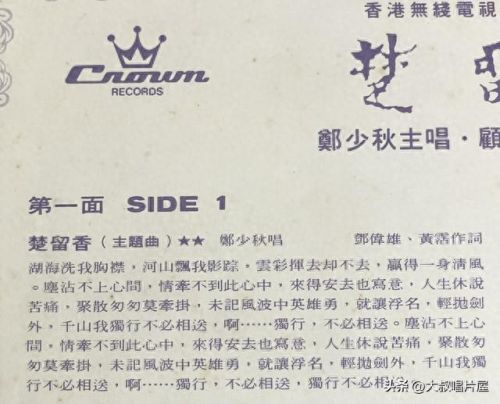 香港無綫電視
Crown
RECORDS
楚留
鄭少秋主唱·顧
第一面 SIDE 1
楚留香（主題曲）★★ 鄭少秋唱 鄧偉雄、黃霑作詞
湖海洗我胸襟，河山飄我影踪。雲彩揮去却不去，贏得一身清風
。塵沾不上心間，情牽不到此心中，來得安去也寫意，人生休說
苦痛，聚散匆匆莫牽掛，未記風波中英雄勇，就讓浮名，輕拋劍
外，千山我獨行不必相送，啊……獨行，不必相送。塵沾不上心
間，情牽不到此心中，來得安去也寫意，人生休說苦痛，聚散匆
匆莫牽掛，未記風波中英雄勇，就讓浮名，輕拋劍外，千山我獨
行不必相送，啊……獨行，不必相送，獨行，不必相送
头条 @大叔唱片屋